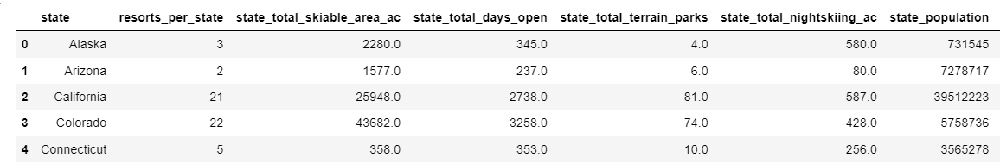 state resorts_per_state state_total_skiable_area_ac state_total_days_open state_total_terrain_parks state_total_nightskiing_ac state_population
0 Alaska 3 2280.0 345.0 4.0 580.0 731545
1 Arizona 2 1577.0 237.0 6.0 80.0 7278717
2 California 21 25948.0 2738.0 81.0 587.0 39512223
3 Colorado 22 43682.0 3258.0 74.0 428.0 5758736
4 Connecticut 5 358.0 353.0 10.0 256.0 3565278